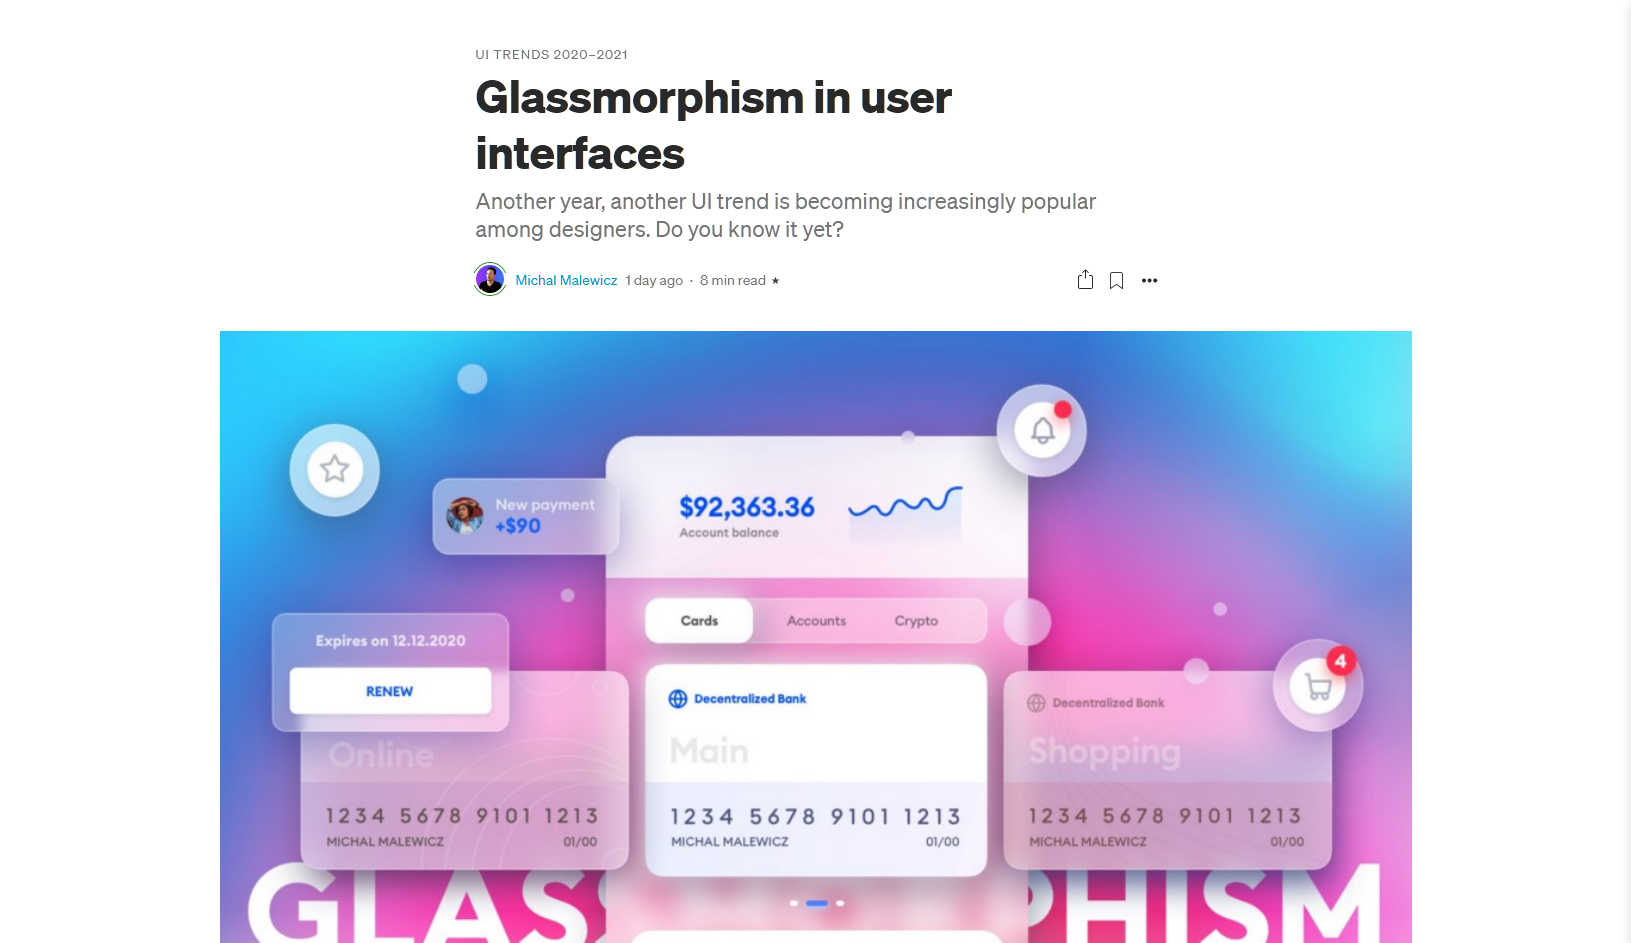 UI TRENDS 2020–2021
Glassmorphism in user
interfaces
Another year, another UI trend is becoming increasingly popular
among designers. Do you know it yet?
Michal Malewicz 1 day ago · 8 min read ★
New payment
+$90
$92,363.36
Account balance
Cards Accounts Crypto
Expires on 12.12.2020
RENEW
Online
1234 5678 9101 1213
MICHAL MALEWICZ 01/00
Decentralized Bank
Main
1234 5678 9101 1213
MICHAL MALEWICZ 01/00
4
Decentralized Bank
Shopping
1234 5678 9101 1213
MICHAL MALEWICZ 01/00
GLASSMORPHISM